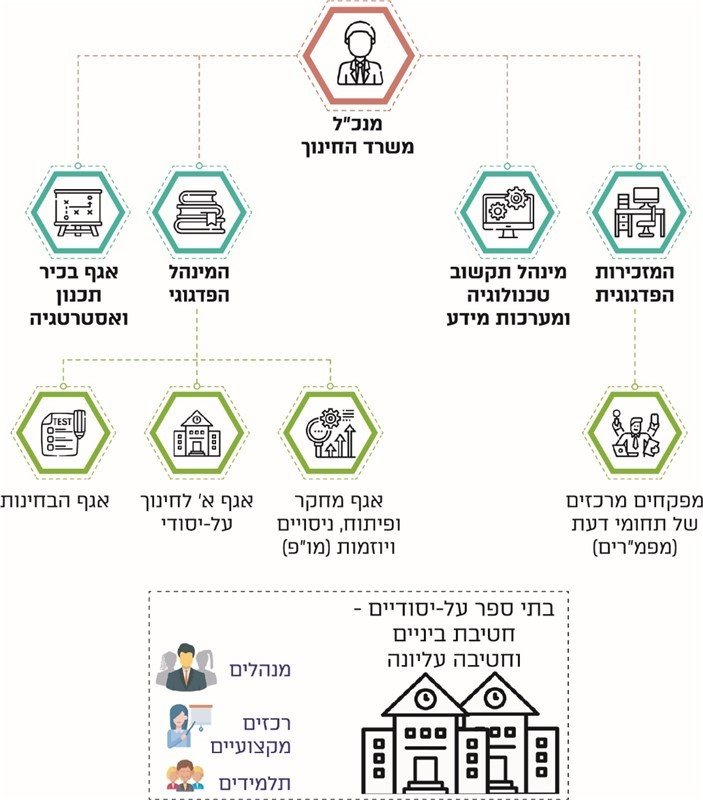 מנכ"ל
משרד החינוך
המזכירות
הפדגוגית
מינהל תקשוב
טכנולוגיה
ומערכות מידע
המינהל
הפדגוגי
אגף בכיר
תכנון
ואסטרטגיה
מפקחים מרכזים
של תחומי דעת
(מפמ"רים)
אגף מחקר
ופיתוח, ניסויים
ויוזמות (מו"פ)
אגף א' לחינוך
על-יסודי
TEST
אגף הבחינות
בתי ספר על-יסודיים -
חטיבת ביניים
וחטיבה עליונה
מנהלים
רכזים
מקצועיים
תלמידים